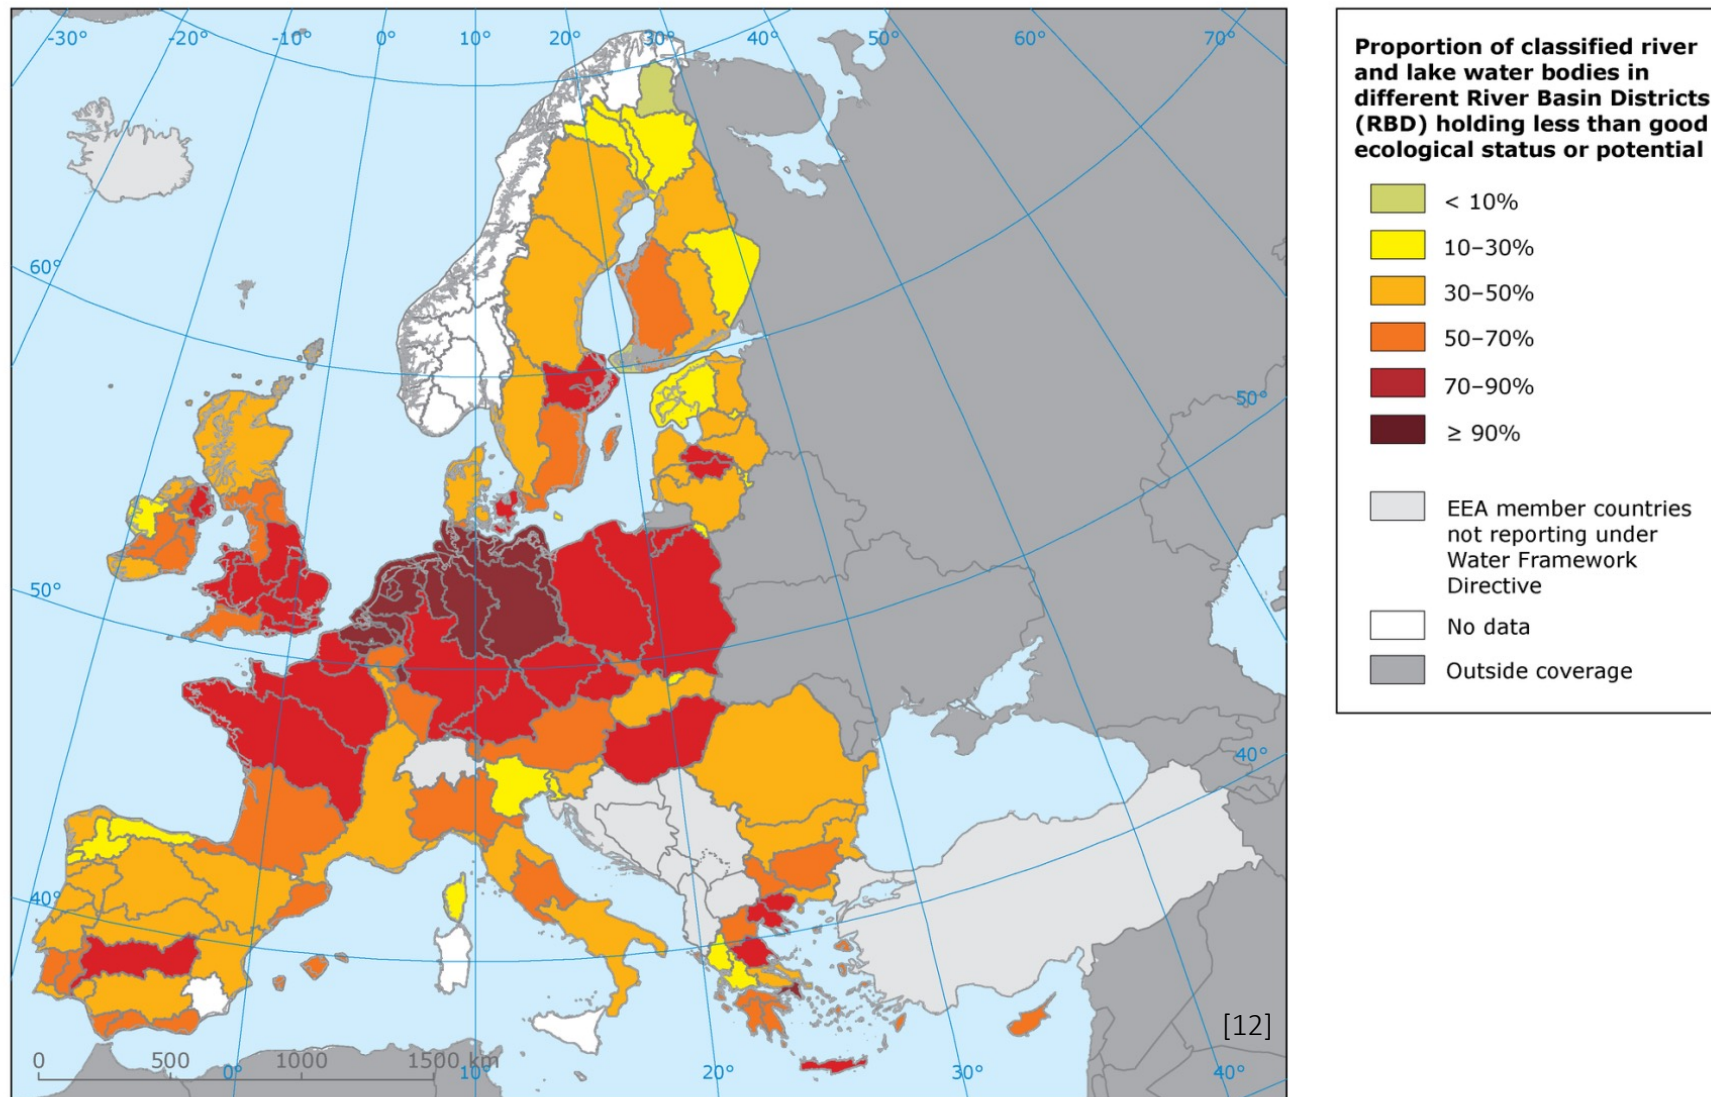 -30°
-20°
-10°
0°
10°
20°
30°
40°
50°
60°
70°
60°
50°
50°
40°
40°
[12]
0
500
1000
1500 km
0°
10°
20°
30°
40°
Proportion of classified river
and lake water bodies in
different River Basin Districts
(RBD) holding less than good
ecological status or potential
< 10%
10–30%
30–50%
50–70%
70–90%
≥ 90%
EEA member countries
not reporting under
Water Framework
Directive
No data
Outside coverage